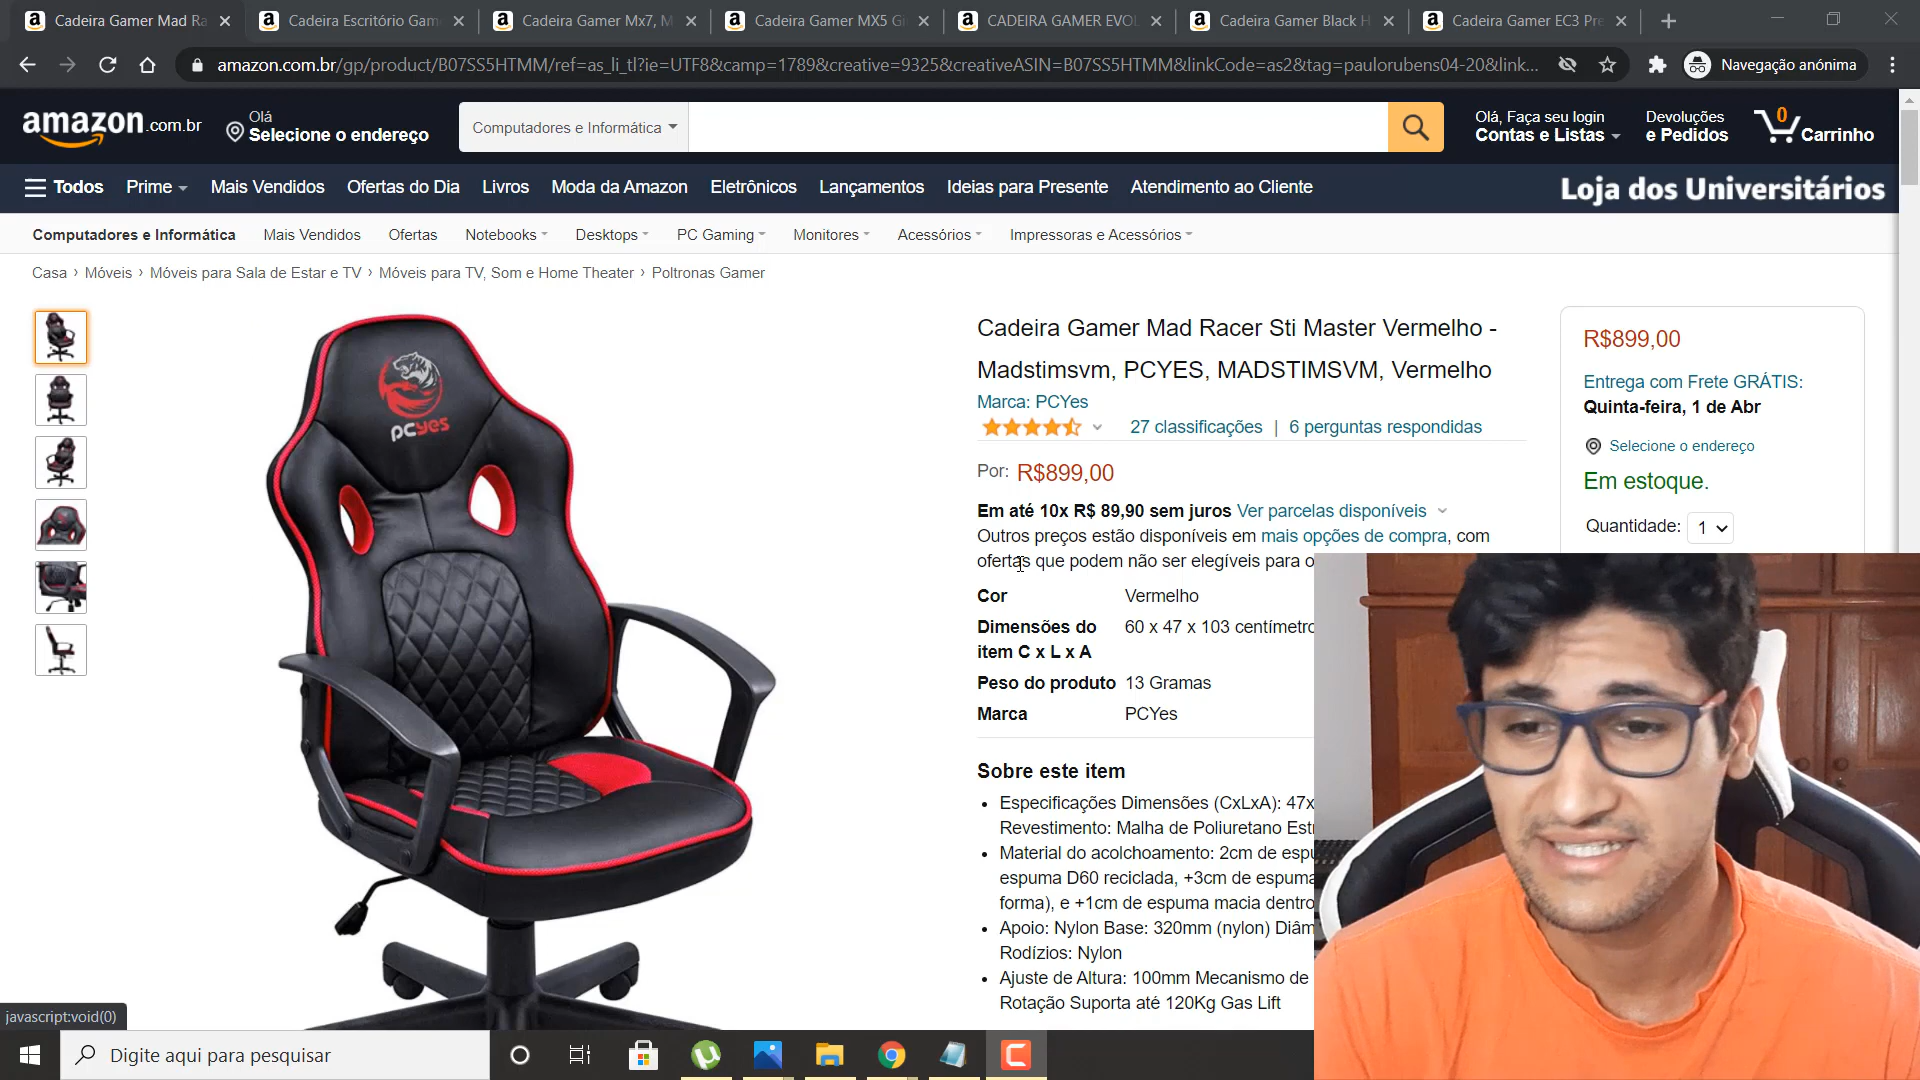 Cadeira Gamer Mad Ra
Cadeira Escritório Gam
Cadeira Gamer Mx7, M
Cadeira Gamer MX5 Gi
CADEIRA GAMER EVOL
Cadeira Gamer Black H
Cadeira Gamer EC3 Pre
amazon.com.br/gp/product/B07SS5HTMM/ref=as_li_tl?ie=UTF8&camp=1789&creative=9325&creativeASIN=B07SS5HTMM&linkCode=as2&tag=paulorubens04-20&link...
Navegação anónima
amazon.com.br
Olá
Selecione o endereço
Computadores e Informática
Olá, Faça seu login
Contas e Listas
Devoluções
e Pedidos
0
Carrinho
Todos
Prime
Mais Vendidos
Ofertas do Dia
Livros
Moda da Amazon
Eletrônicos
Lançamentos
Ideias para Presente
Atendimento ao Cliente
Loja dos Universitários
Computadores e Informática
Mais Vendidos
Ofertas
Notebooks
Desktops
PC Gaming
Monitores
Acessórios
Impressoras e Acessórios
Casa › Móveis › Móveis para Sala de Estar e TV › Móveis para TV, Som e Home Theater › Poltronas Gamer
pcyes
Cadeira Gamer Mad Racer Sti Master Vermelho -
Madstimsvm, PCYES, MADSTIMSVM, Vermelho
Marca: PCYes
27 classificações | 6 perguntas respondidas
Por: R$899,00
Em até 10x R$ 89,90 sem juros Ver parcelas disponíveis
Outros preços estão disponíveis em mais opções de compra, com
ofertas que podem não ser elegíveis para o
Cor Vermelho
Dimensões do 60 x 47 x 103 centímetro
item C x L x A
Peso do produto 13 Gramas
Marca PCYes
Sobre este item
• Especificações Dimensões (CxLxA): 47x
Revestimento: Malha de Poliuretano Est
• Material do acolchoamento: 2cm de esp
espuma D60 reciclada, +3cm de espuma
forma), e +1cm de espuma macia dentro
• Apoio: Nylon Base: 320mm (nylon) Diâm
Rodízios: Nylon
• Ajuste de Altura: 100mm Mecanismo de
Rotação Suporta até 120Kg Gas Lift
R$899,00
Entrega com Frete GRÁTIS:
Quinta-feira, 1 de Abr
Selecione o endereço
Em estoque.
Quantidade: 1
javascript:void(0)
Digite aqui para pesquisar